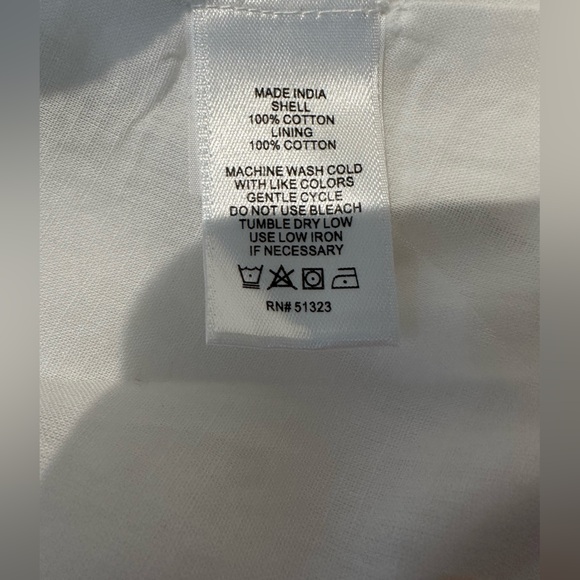 MADE INDIA
SHELL
100% COTTON
LINING
100% COTTON
MACHINE WASH COLD
WITH LIKE COLORS
GENTLE CYCLE
DO NOT USE BLEACH
TUMBLE DRY LOW
USE LOW IRON
IF NECESSARY
RN# 51323